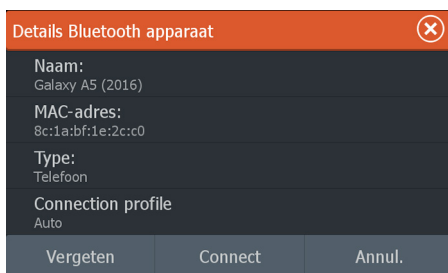 Details Bluetooth apparaat
Naam:
Galaxy A5 (2016)
MAC-adres:
8c:1a:bf:1e:2c:c0
Type:
Telefoon
Connection profile
Auto
Vergeten Connect Annul.